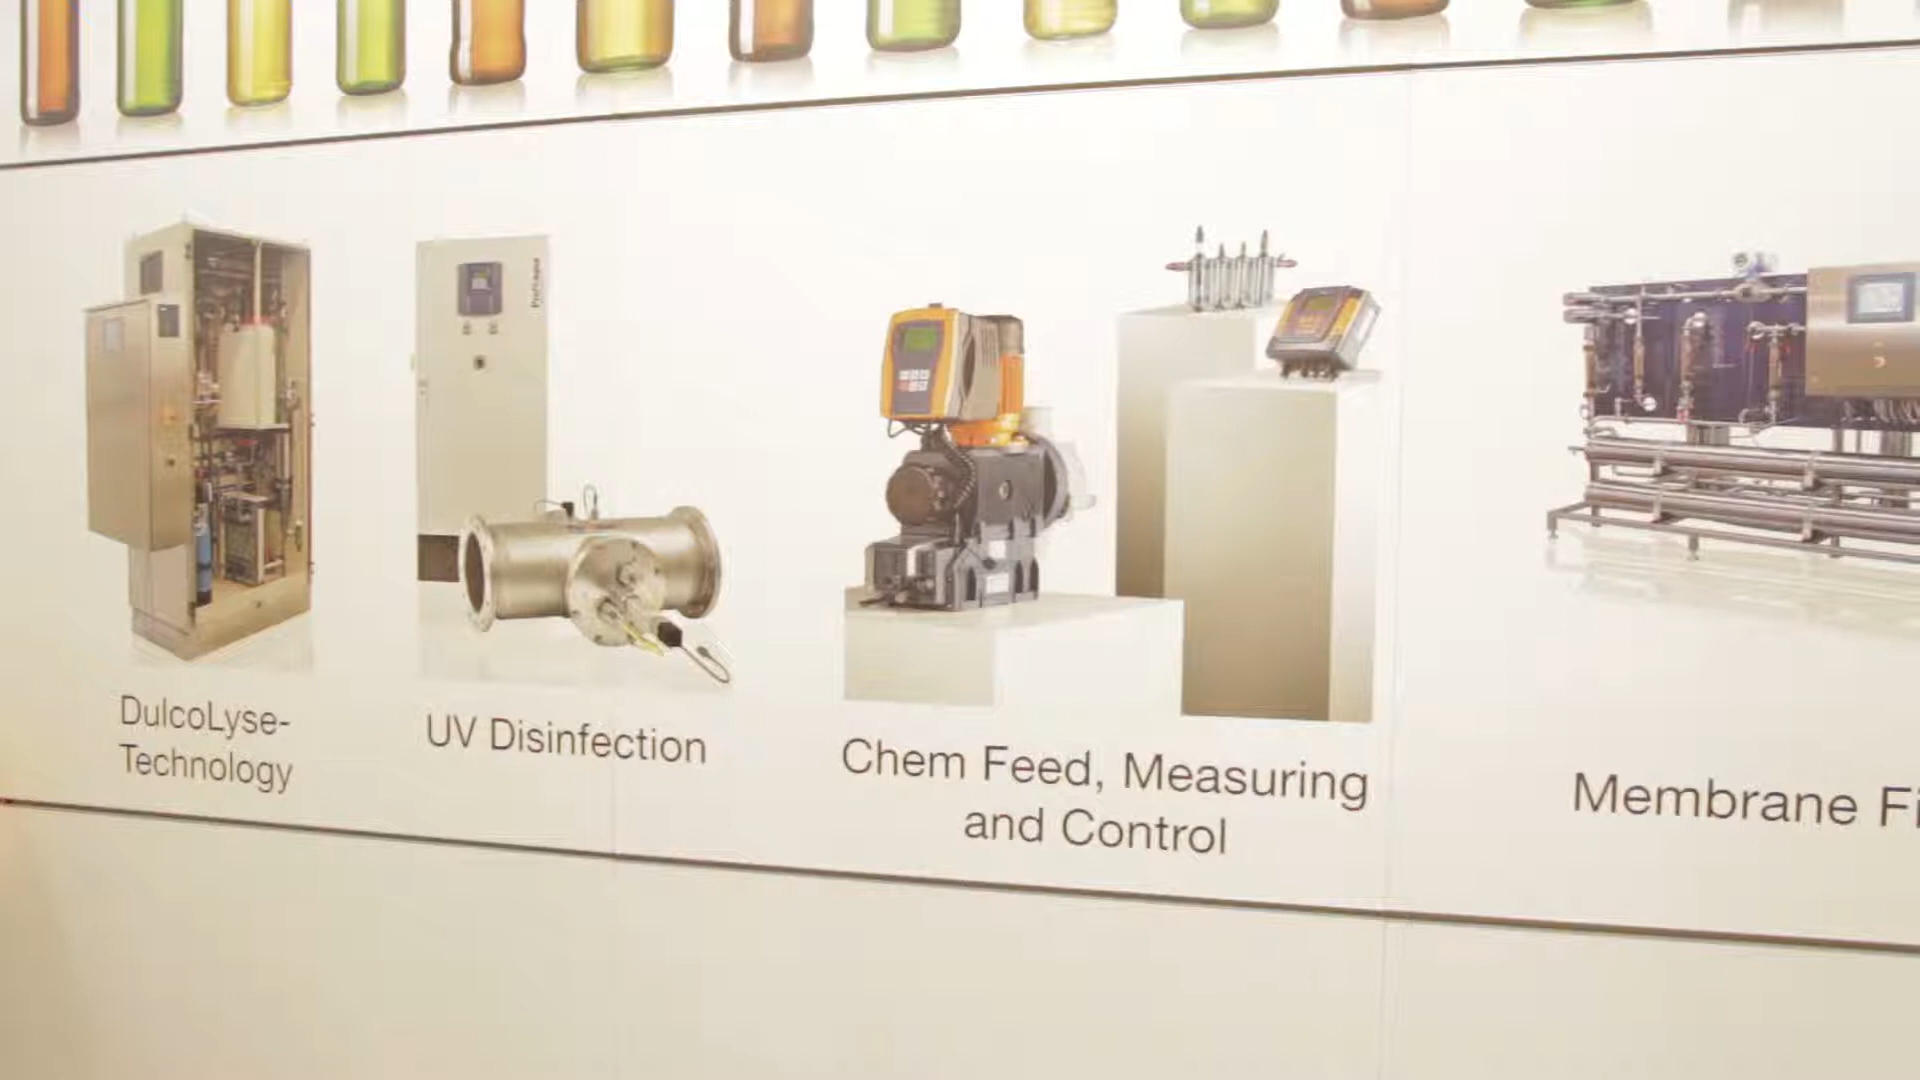 DulcoLyse-
Technology
UV Disinfection
Chem Feed, Measuring
and Control
Membrane Fi